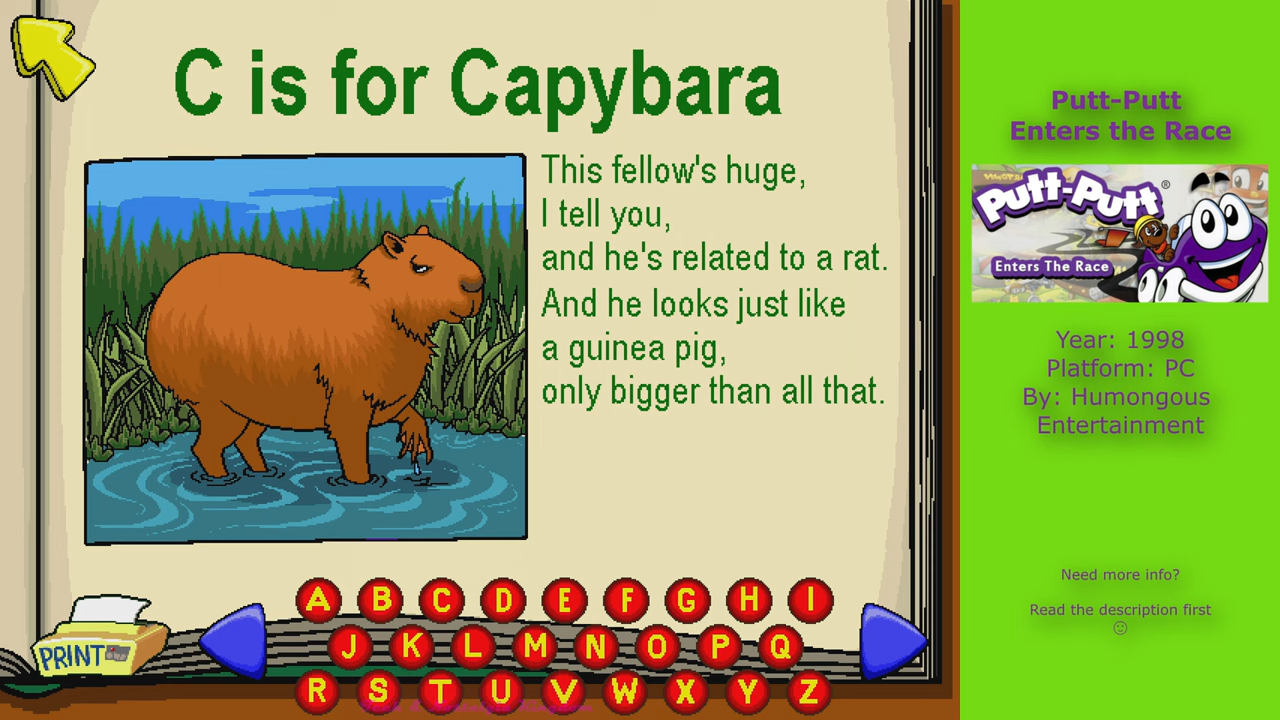 C is for Capybara
This fellow's huge,
I tell you,
and he's related to a rat.
And he looks just like
a guinea pig,
only bigger than all that.
PRINT
A B C D E F G H I
J K L M N O P Q
R S T U V W X Y Z
Putt-Putt
Enters the Race
Putt-Putt®
Enters The Race
Year: 1998
Platform: PC
By: Humongous
Entertainment
Need more info?
Read the description first